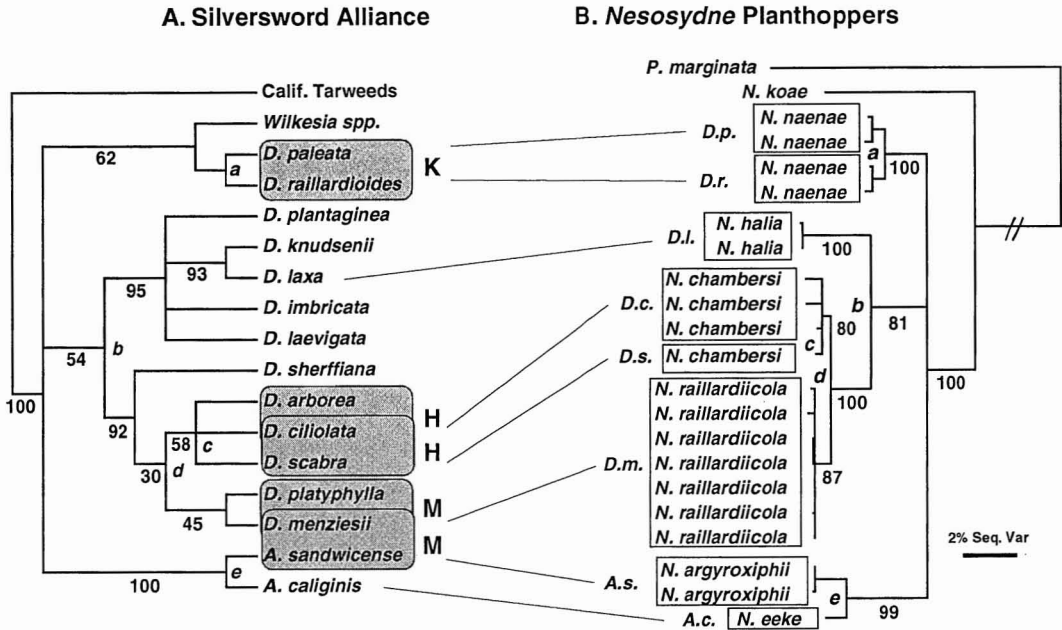 A. Silversword Alliance
Calif. Tarweeds
Wilkesia spp.
D. paleata
D. raillardioides
D. plantaginea
D. knudsenii
D. laxa
D. imbricata
D. laevigata
D. sherffiana
D. arborea
D. ciliolata
D. scabra
D. platyphylla
D. menziesii
A. sandwicense
A. caliginis
K
H
H
M
M
62
a
93
95
54
b
100
92
58
c
30
d
45
100
e
B. Nesosydne Planthoppers
P. marginata
N. koae
D.p.
N. naenae
N. naenae
D.r.
N. naenae
N. naenae
D.l.
N. halia
N. halia
D.c.
N. chambersi
N. chambersi
N. chambersi
D.s.
N. chambersi
D.m.
N. raillardiicola
N. raillardiicola
N. raillardiicola
N. raillardiicola
N. raillardiicola
N. raillardiicola
N. raillardiicola
A.s.
N. argyroxiphii
N. argyroxiphii
A.c.
N. eeke
a
100
100
b
80
81
c
d
100
100
87
e
99
2% Seq. Var